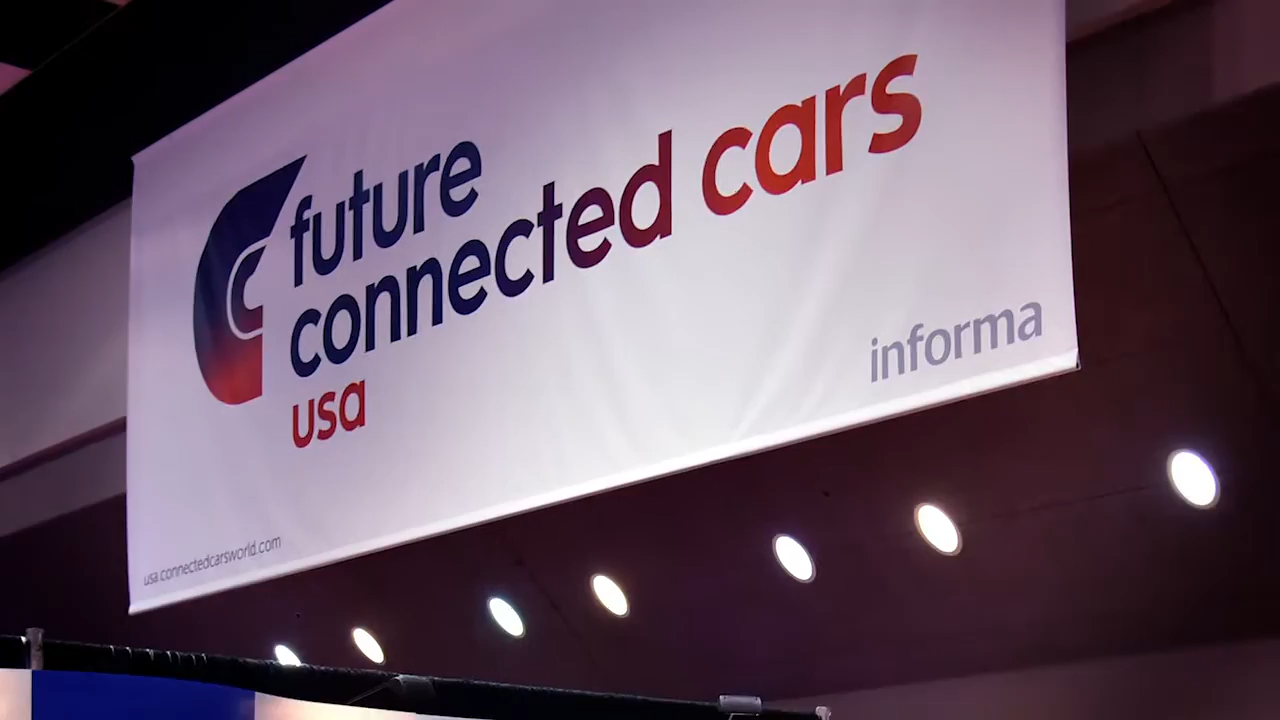 future
connected cars
usa
informa
usa.connectedcarsworld.com